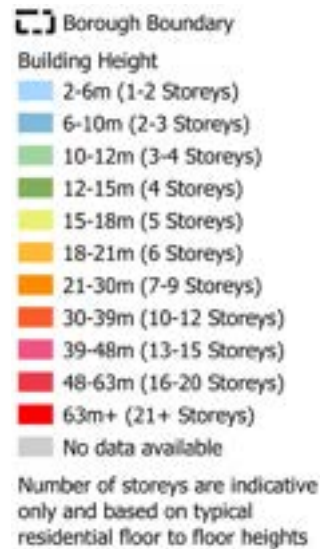 Borough Boundary
Building Height
2-6m (1-2 Storeys)
6-10m (2-3 Storeys)
10-12m (3-4 Storeys)
12-15m (4 Storeys)
15-18m (5 Storeys)
18-21m (6 Storeys)
21-30m (7-9 Storeys)
30-39m (10-12 Storeys)
39-48m (13-15 Storeys)
48-63m (16-20 Storeys)
63m+ (21+ Storeys)
No data available
Number of storeys are indicative
only and based on typical
residential floor to floor heights